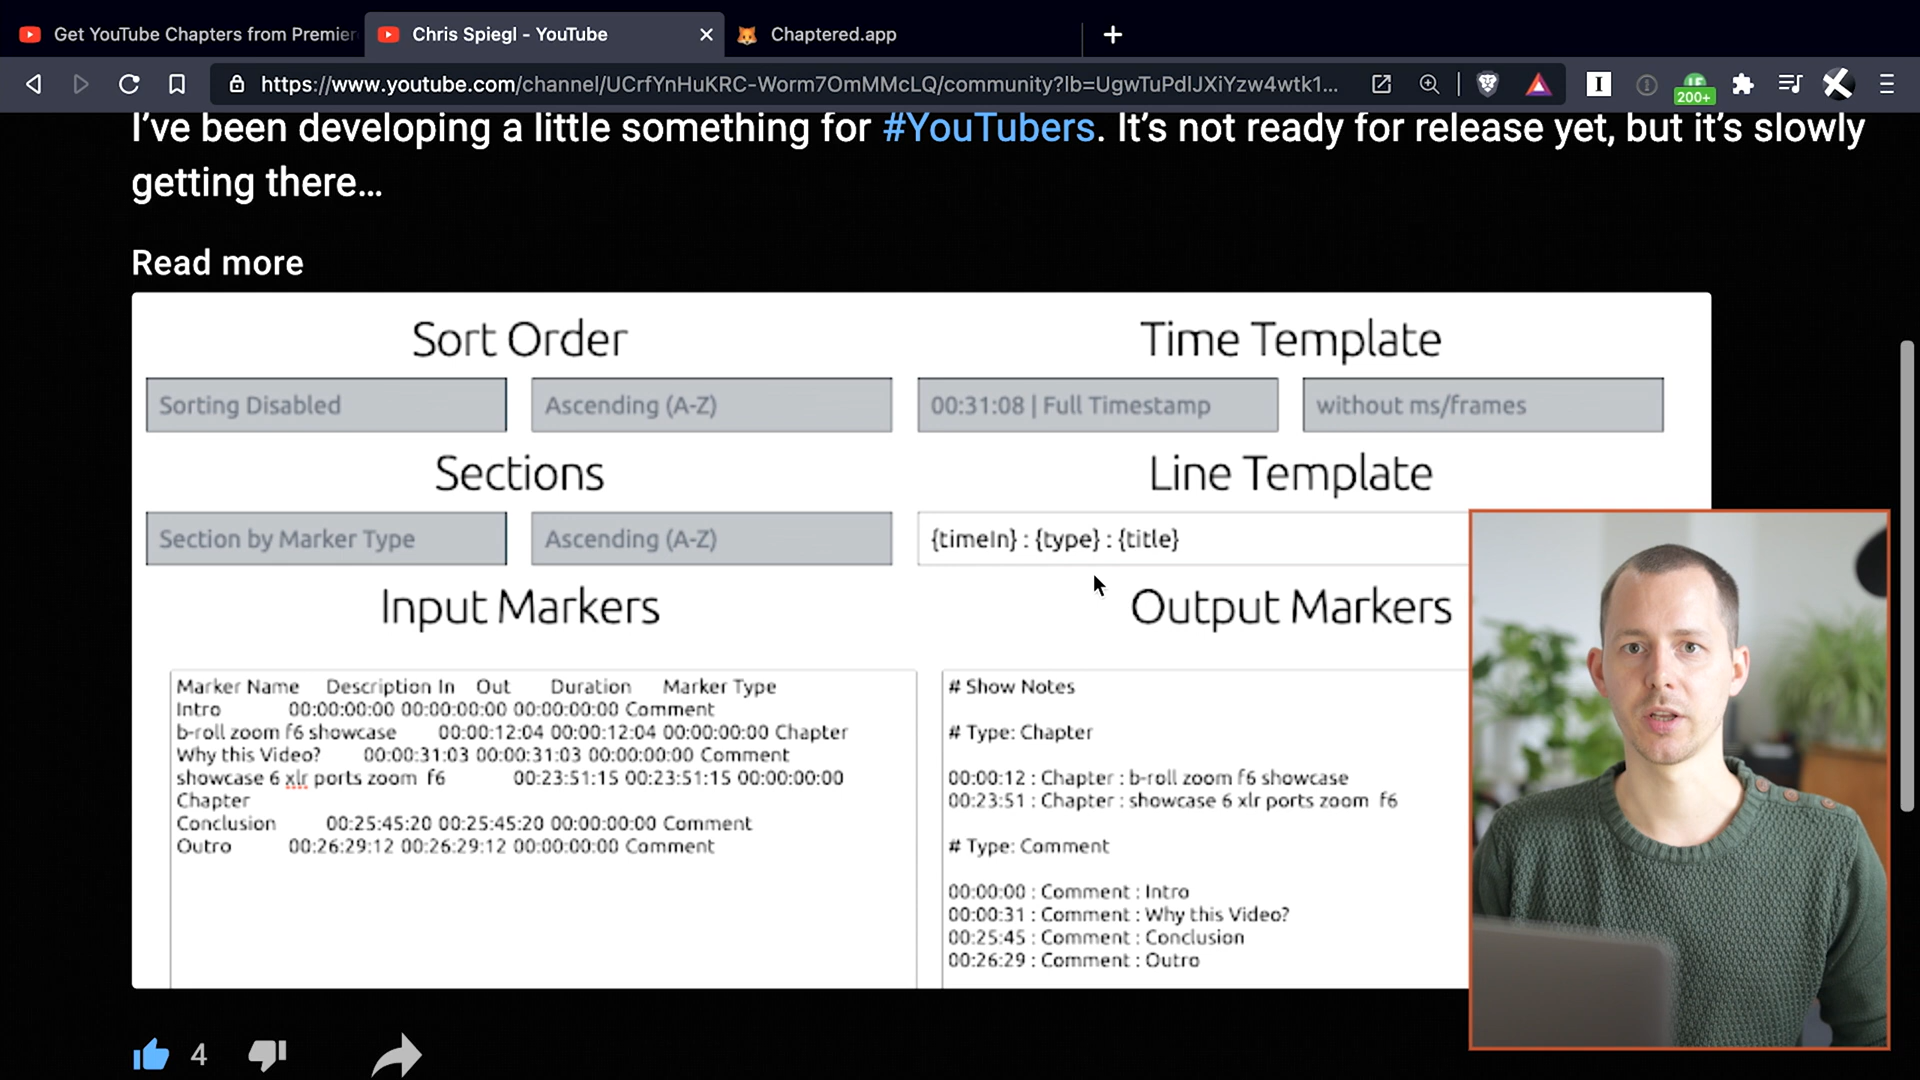 Get YouTube Chapters from Premier
Chris Spiegl - YouTube
Chaptered.app
https://www.youtube.com/channel/UCrfYnHuKRC-Worm7OmMMcLQ/community?lb=UgwTuPdlJXiYzw4wtk1...
200+
I've been developing a little something for #YouTubers. It's not ready for release yet, but it's slowly
getting there...
Read more
Sort Order
Time Template
Sorting Disabled
Ascending (A-Z)
00:31:08 | Full Timestamp
without ms/frames
Sections
Line Template
Section by Marker Type
Ascending (A-Z)
{timeIn} : {type} : {title}
Input Markers
Output Markers
Marker Name Description In Out Duration Marker Type
Intro 00:00:00:00 00:00:00:00 00:00:00:00 Comment
b-roll zoom f6 showcase 00:00:12:04 00:00:12:04 00:00:00:00 Chapter
Why this Video? 00:00:31:03 00:00:31:03 00:00:00:00 Comment
showcase 6 xlr ports zoom f6 00:23:51:15 00:23:51:15 00:00:00:00
Chapter
Conclusion 00:25:45:20 00:25:45:20 00:00:00:00 Comment
Outro 00:26:29:12 00:26:29:12 00:00:00:00 Comment
# Show Notes
# Type: Chapter
00:00:12 : Chapter : b-roll zoom f6 showcase
00:23:51 : Chapter : showcase 6 xlr ports zoom f6
# Type: Comment
00:00:00 : Comment : Intro
00:00:31 : Comment : Why this Video?
00:25:45 : Comment : Conclusion
00:26:29 : Comment : Outro
4